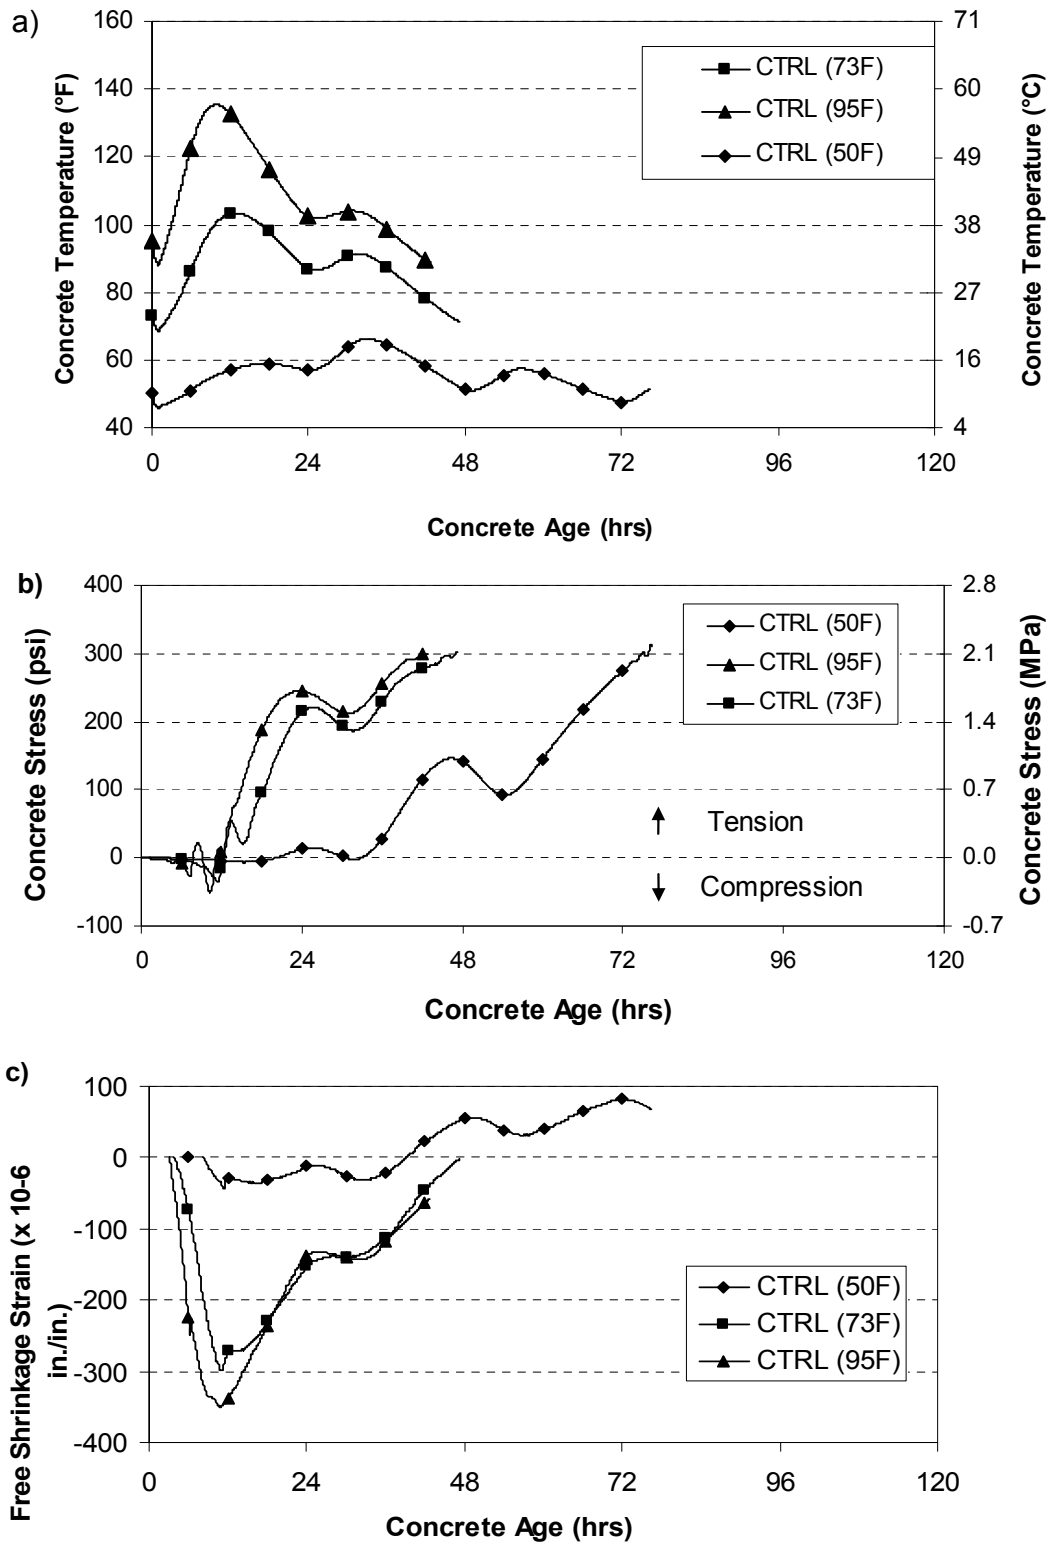 a)
Concrete Temperature (°F)
160
140
120
100
80
60
40
CTRL (73F)
CTRL (95F)
CTRL (50F)
71
60
49
38
27
16
4
Concrete Temperature (°C)
0 24 48 72 96 120
Concrete Age (hrs)
b)
Concrete Stress (psi)
400
300
200
100
0
-100
CTRL (50F)
CTRL (95F)
CTRL (73F)
Tension
Compression
2.8
2.1
1.4
0.7
0.0
-0.7
Concrete Stress (MPa)
0 24 48 72 96 120
Concrete Age (hrs)
c)
Free Shrinkage Strain (x 10-6
in./in.)
100
0
-100
-200
-300
-400
CTRL (50F)
CTRL (73F)
CTRL (95F)
0 24 48 72 96 120
Concrete Age (hrs)